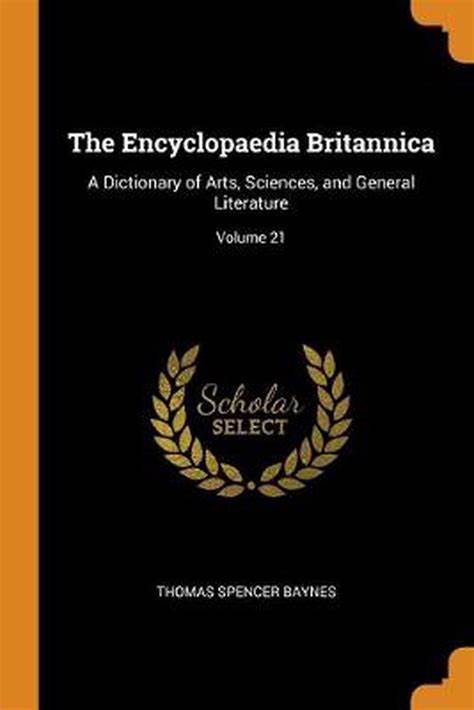 The Encyclopaedia Britannica
A Dictionary of Arts, Sciences, and General
Literature
Volume 21
Scholar
SELECT
THOMAS SPENCER BAYNES